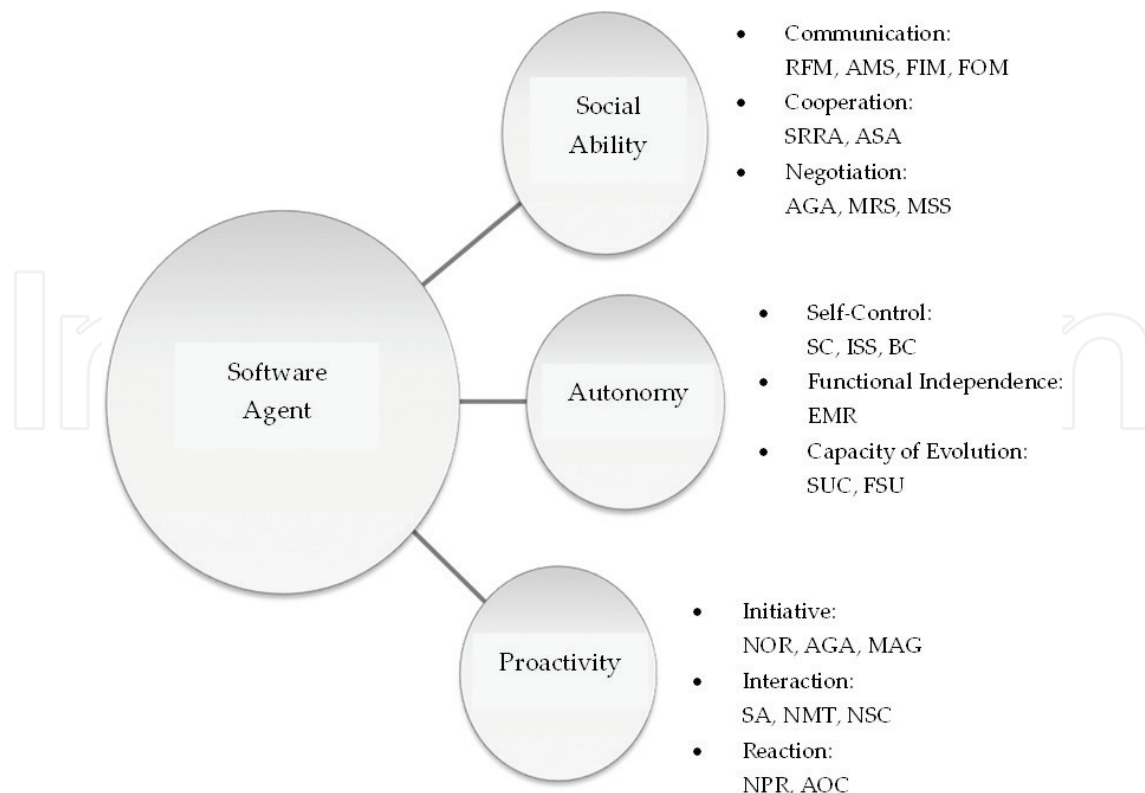 Software
Agent
Social
Ability
• Communication:
RFM, AMS, FIM, FOM
• Cooperation:
SRRA, ASA
• Negotiation:
AGA, MRS, MSS
Autonomy
• Self-Control:
SC, ISS, BC
• Functional Independence:
EMR
• Capacity of Evolution:
SUC, FSU
Proactivity
• Initiative:
NOR, AGA, MAG
• Interaction:
SA, NMT, NSC
• Reaction:
NPR, AOC